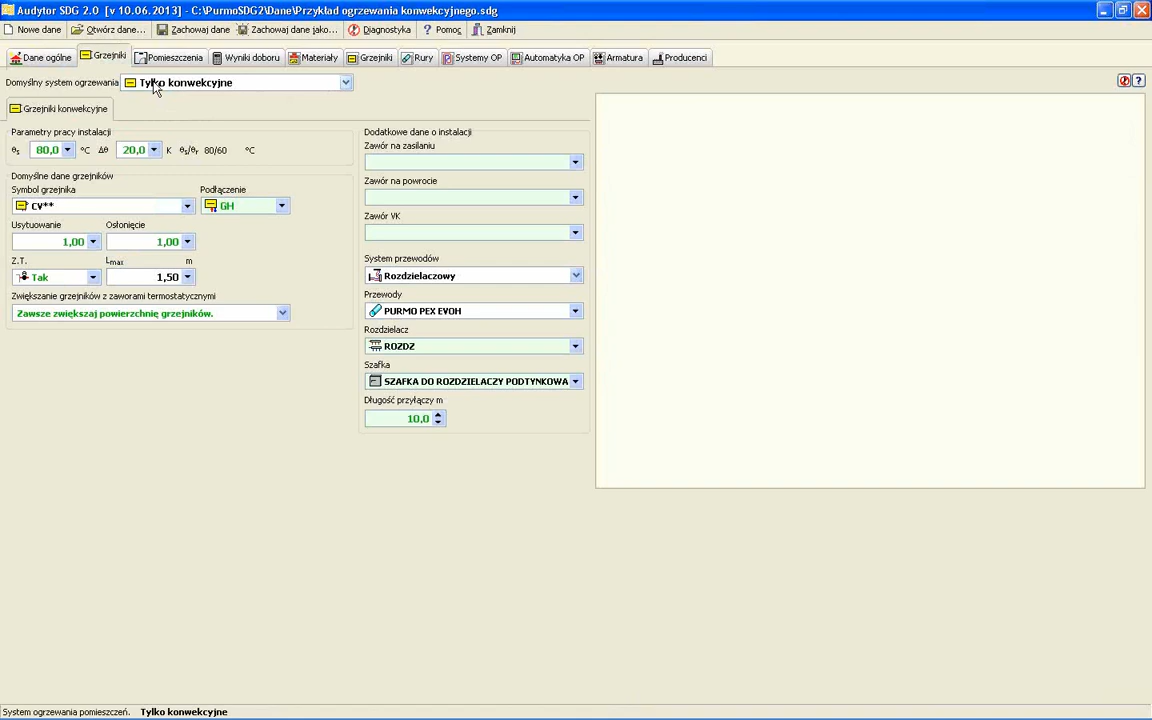 Audytor SDG 2.0 [v 10.06.2013] - C:\PurmoSDG2\Dane\Przykład ogrzewania konwekcyjnego.sdg
Nowe dane Otwórz dane... Zachowaj dane Zachowaj dane jako... Diagnostyka ? Pomoc Zamknij
Dane ogólne Grzejniki Pomieszczenia Wyniki doboru Materiały Grzejniki Rury Systemy OP Automatyka OP Armatura Producenci
Domyślny system ogrzewania Tylko konwekcyjne ?
Grzejniki konwekcyjne
Parametry pracy instalacji
θs 80,0 °C Δθ 20,0 K θs/θr 80/60 °C
Domyślne dane grzejników
Symbol grzejnika Podłączenie
CV** GH
Usytuowanie Osłonięcie
1,00 1,00
Z.T. Lmax m
Tak 1,50
Zwiększanie grzejników z zaworami termostatycznymi
Zawsze zwiększaj powierzchnię grzejników.
Dodatkowe dane o instalacji
Zawór na zasilaniu
Zawór na powrocie
Zawór VK
System przewodów
Rozdzielaczowy
Przewody
PURMO PEX EVOH
Rozdzielacz
ROZDZ
Szafka
SZAFKA DO ROZDZIELACZY PODTYNKOWA
Długość przyłączy m
10,0
System ogrzewania pomieszczeń. Tylko konwekcyjne